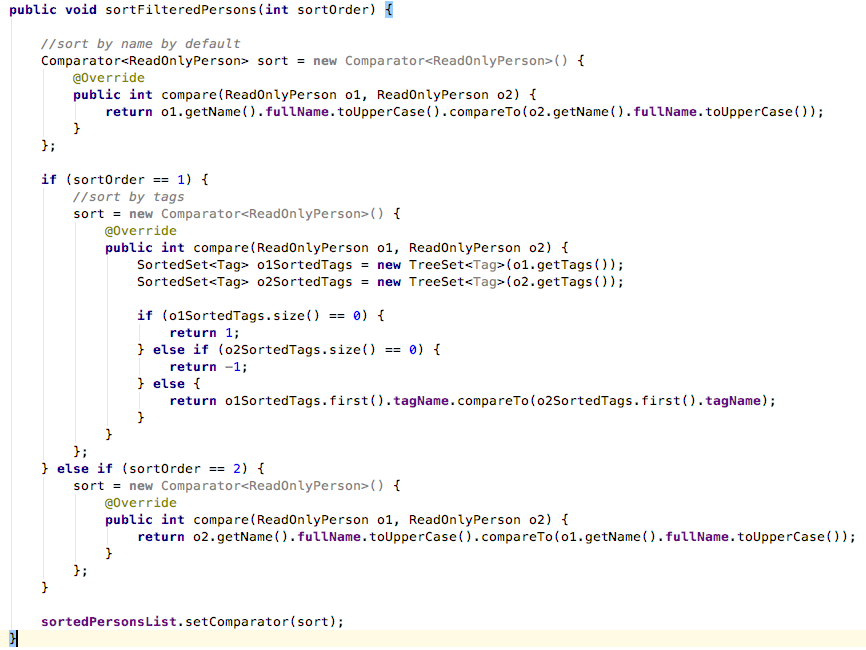 public void sortFilteredPersons(int sortOrder) {
//sort by name by default
Comparator<ReadOnlyPerson> sort = new Comparator<ReadOnlyPerson>() {
@Override
public int compare(ReadOnlyPerson o1, ReadOnlyPerson o2) {
return o1.getName().fullName.toUpperCase().compareTo(o2.getName().fullName.toUpperCase());
}
};
if (sortOrder == 1) {
//sort by tags
sort = new Comparator<ReadOnlyPerson>() {
@Override
public int compare(ReadOnlyPerson o1, ReadOnlyPerson o2) {
SortedSet<Tag> o1SortedTags = new TreeSet<Tag>(o1.getTags());
SortedSet<Tag> o2SortedTags = new TreeSet<Tag>(o2.getTags());
if (o1SortedTags.size() == 0) {
return 1;
} else if (o2SortedTags.size() == 0) {
return -1;
} else {
return o1SortedTags.first().tagName.compareTo(o2SortedTags.first().tagName);
}
}
};
} else if (sortOrder == 2) {
sort = new Comparator<ReadOnlyPerson>() {
@Override
public int compare(ReadOnlyPerson o1, ReadOnlyPerson o2) {
return o2.getName().fullName.toUpperCase().compareTo(o1.getName().fullName.toUpperCase());
}
};
}
sortedPersonsList.setComparator(sort);
}